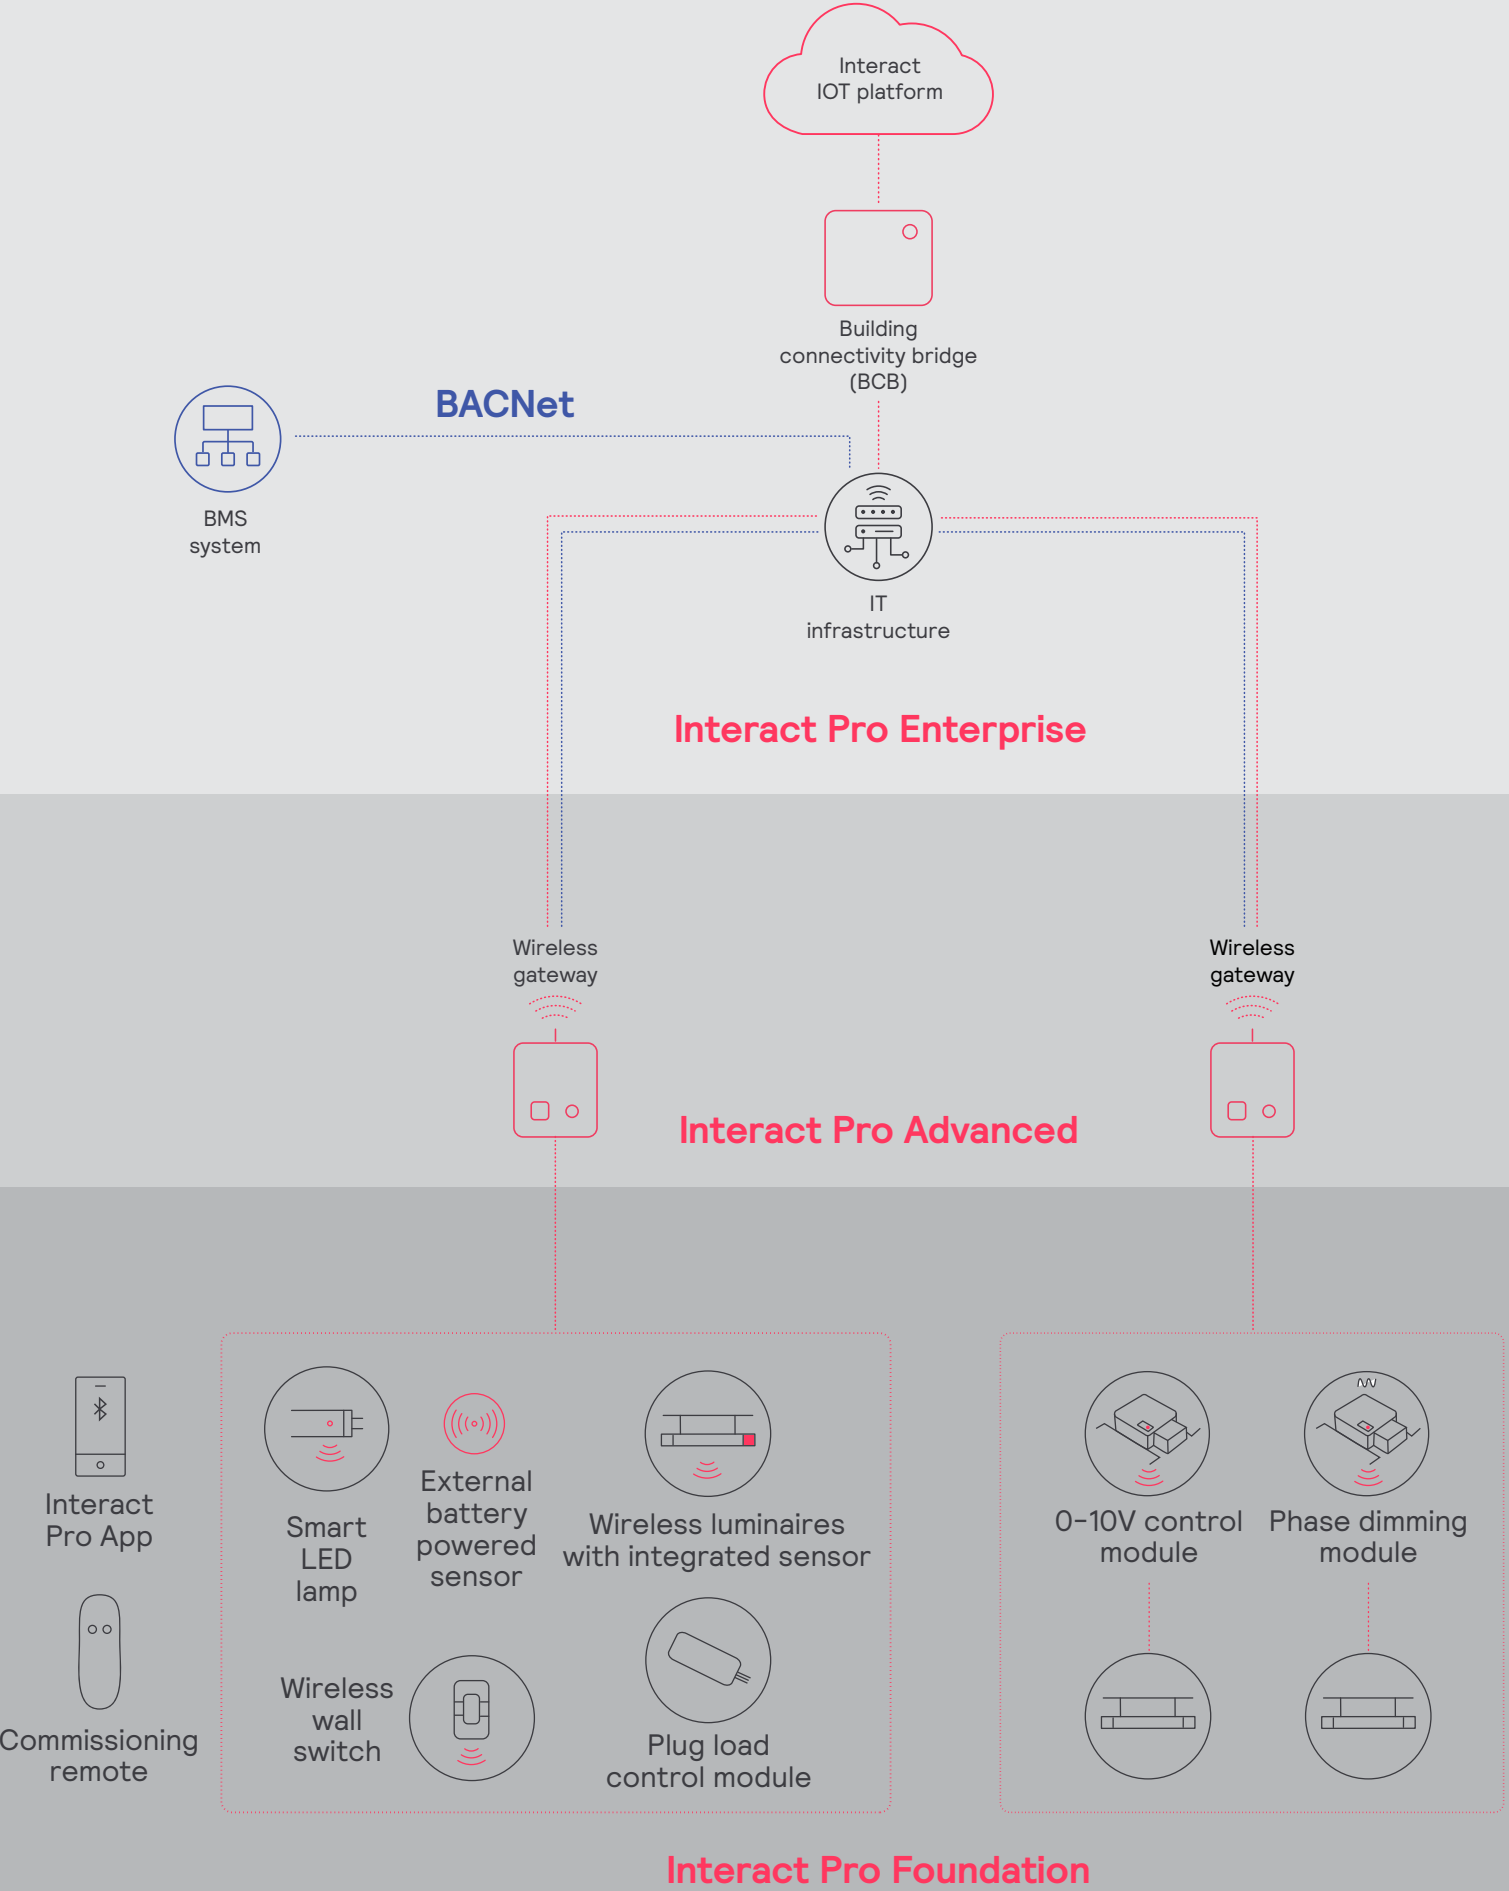 Interact
IOT platform
Building
connectivity bridge
(BCB)
BACNet
BMS
system
IT
infrastructure
Interact Pro Enterprise
Wireless
gateway
Wireless
gateway
Interact Pro Advanced
Interact
Pro App
Commissioning
remote
Smart
LED
lamp
External
battery
powered
sensor
Wireless luminaires
with integrated sensor
Wireless
wall
switch
Plug load
control module
0-10V control
module
Phase dimming
module
Interact Pro Foundation